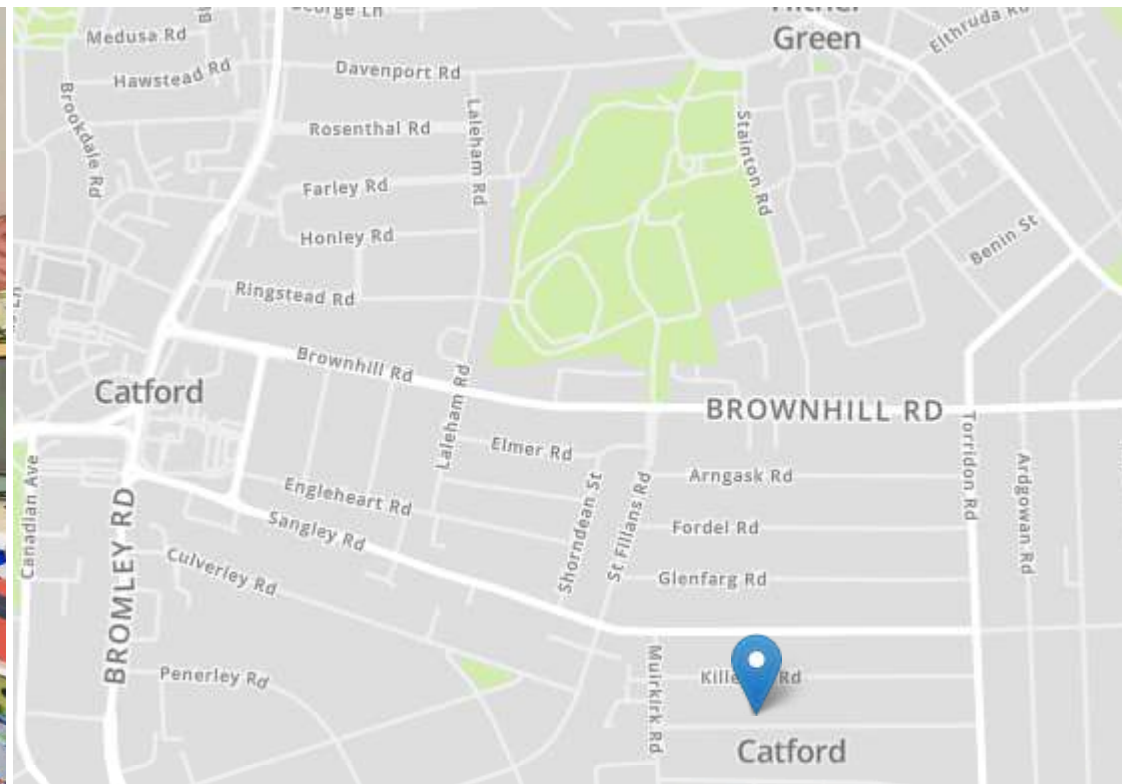 Medusa Rd
Hawstead Rd
Brookdale Rd
Davenport Rd
Rosenthal Rd
Farley Rd
Honley Rd
Ringstead Rd
Laleham Rd
Stainton Rd
Green
Elthruda Rd
Benin St
Brownhill Rd
Catford
BROWNHILL RD
Laleham Rd
Elmer Rd
Arngask Rd
Torridon Rd
Ardgowan Rd
Canadian Ave
BROMLEY RD
Engleheart Rd
Sangley Rd
Shorndean St
St Fillans Rd
Fordel Rd
Glenfarg Rd
Culverley Rd
Penerley Rd
Muirkirk Rd
Rd
Catford